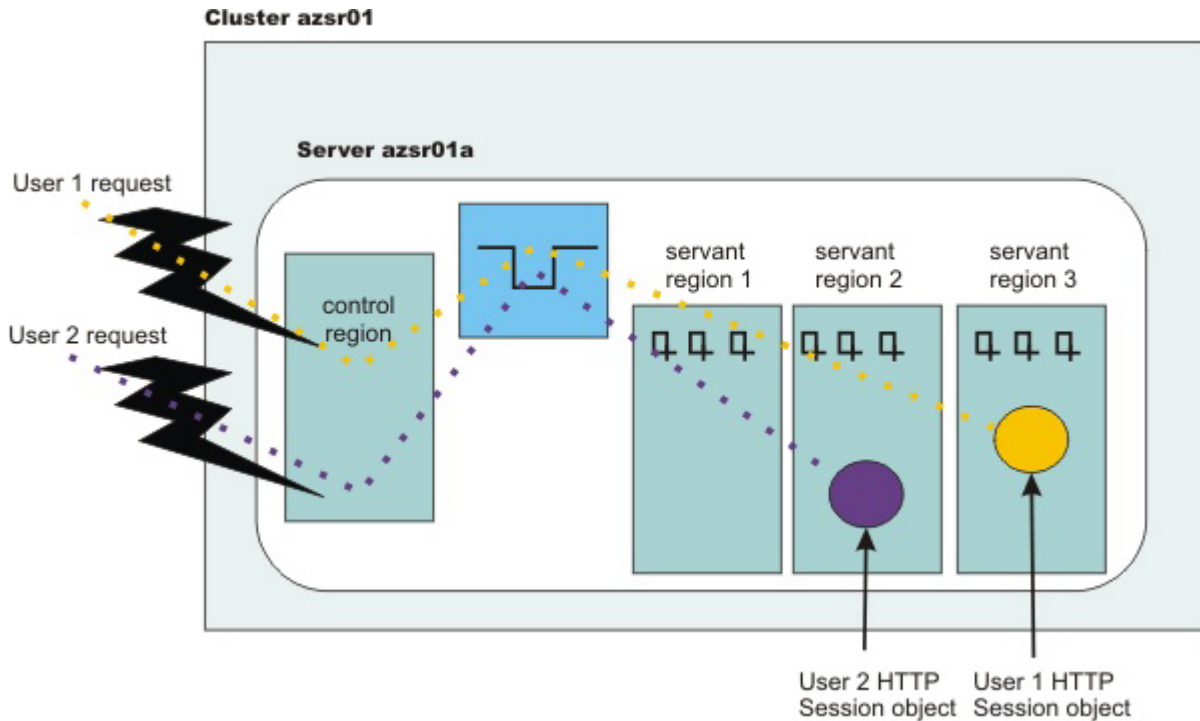 Cluster azsr01
Server azsr01a
User 1 request
User 2 request
control
region
servant
region 1
servant
region 2
servant
region 3
User 2 HTTP
Session object
User 1 HTTP
Session object